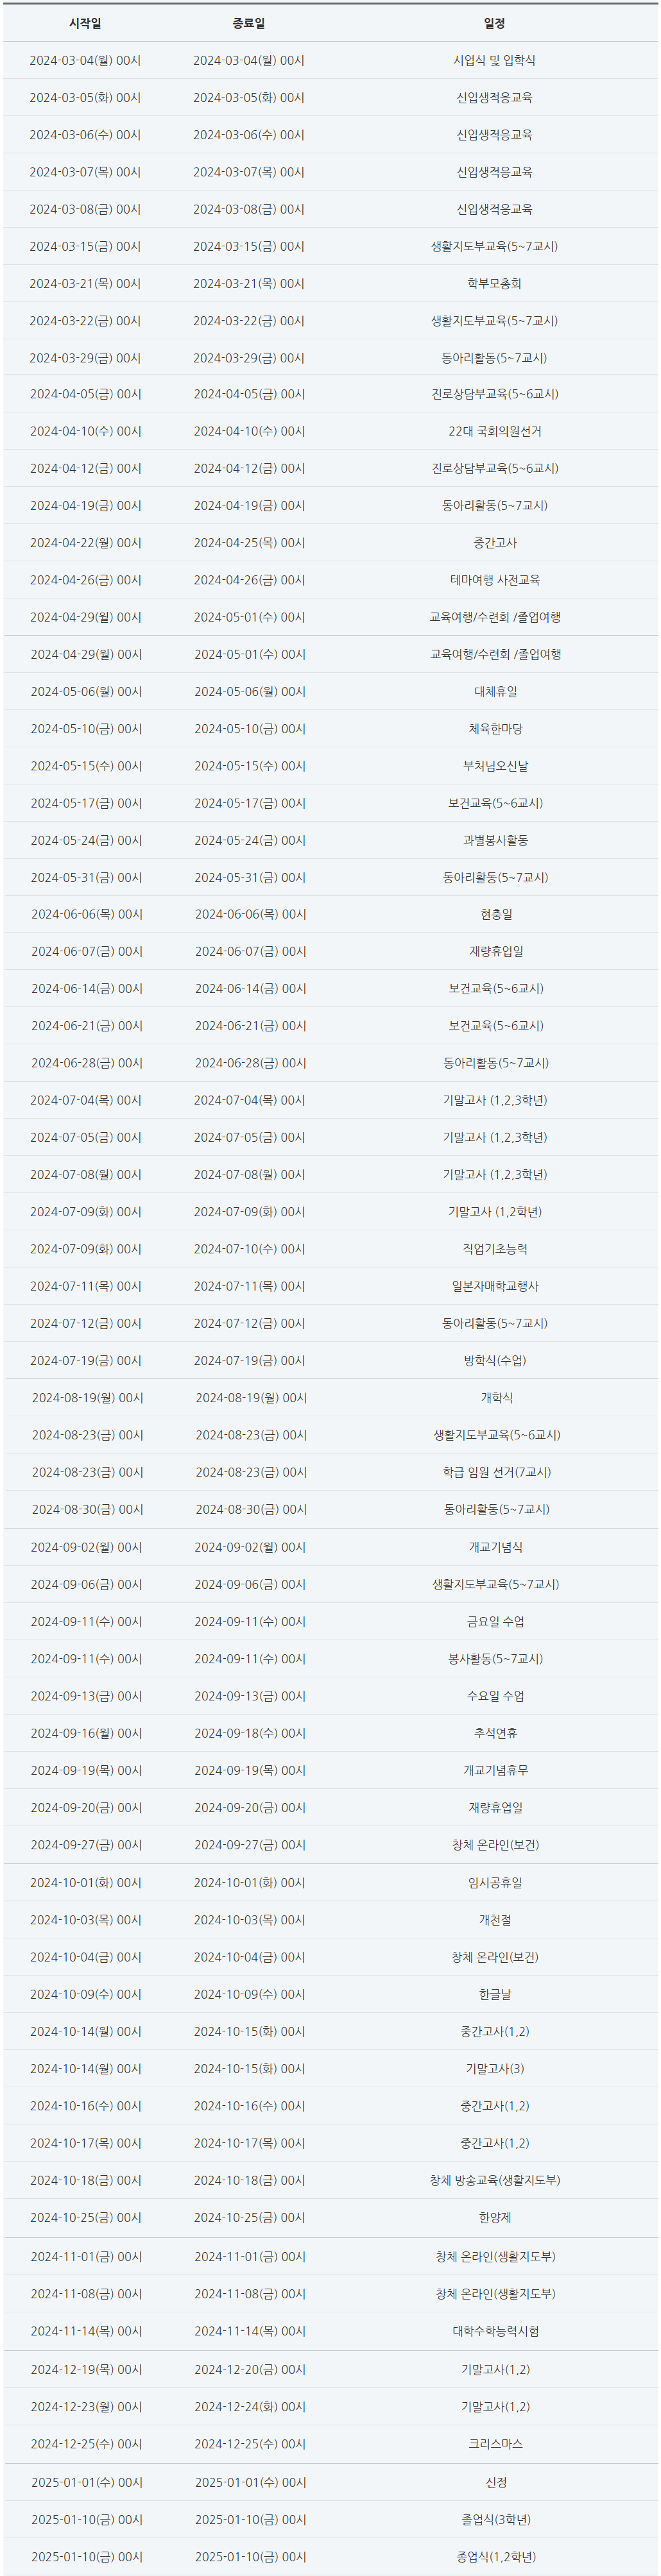 시작일 종료일 일정
2024-03-04(월) 00시 2024-03-04(월) 00시 시업식 및 입학식
2024-03-05(화) 00시 2024-03-05(화) 00시 신입생적응교육
2024-03-06(수) 00시 2024-03-06(수) 00시 신입생적응교육
2024-03-07(목) 00시 2024-03-07(목) 00시 신입생적응교육
2024-03-08(금) 00시 2024-03-08(금) 00시 신입생적응교육
2024-03-15(금) 00시 2024-03-15(금) 00시 생활지도부교육(5~7교시)
2024-03-21(목) 00시 2024-03-21(목) 00시 학부모총회
2024-03-22(금) 00시 2024-03-22(금) 00시 생활지도부교육(5~7교시)
2024-03-29(금) 00시 2024-03-29(금) 00시 동아리활동(5~7교시)
2024-04-05(금) 00시 2024-04-05(금) 00시 진로상담부교육(5~6교시)
2024-04-10(수) 00시 2024-04-10(수) 00시 22대 국회의원선거
2024-04-12(금) 00시 2024-04-12(금) 00시 진로상담부교육(5~6교시)
2024-04-19(금) 00시 2024-04-19(금) 00시 동아리활동(5~7교시)
2024-04-22(월) 00시 2024-04-25(목) 00시 중간고사
2024-04-26(금) 00시 2024-04-26(금) 00시 테마여행 사전교육
2024-04-29(월) 00시 2024-05-01(수) 00시 교육여행/수련회 /졸업여행
2024-04-29(월) 00시 2024-05-01(수) 00시 교육여행/수련회 /졸업여행
2024-05-06(월) 00시 2024-05-06(월) 00시 대체휴일
2024-05-10(금) 00시 2024-05-10(금) 00시 체육한마당
2024-05-15(수) 00시 2024-05-15(수) 00시 부처님오신날
2024-05-17(금) 00시 2024-05-17(금) 00시 보건교육(5~6교시)
2024-05-24(금) 00시 2024-05-24(금) 00시 과별봉사활동
2024-05-31(금) 00시 2024-05-31(금) 00시 동아리활동(5~7교시)
2024-06-06(목) 00시 2024-06-06(목) 00시 현충일
2024-06-07(금) 00시 2024-06-07(금) 00시 재량휴업일
2024-06-14(금) 00시 2024-06-14(금) 00시 보건교육(5~6교시)
2024-06-21(금) 00시 2024-06-21(금) 00시 보건교육(5~6교시)
2024-06-28(금) 00시 2024-06-28(금) 00시 동아리활동(5~7교시)
2024-07-04(목) 00시 2024-07-04(목) 00시 기말고사 (1,2,3학년)
2024-07-05(금) 00시 2024-07-05(금) 00시 기말고사 (1,2,3학년)
2024-07-08(월) 00시 2024-07-08(월) 00시 기말고사 (1,2,3학년)
2024-07-09(화) 00시 2024-07-09(화) 00시 기말고사 (1,2학년)
2024-07-09(화) 00시 2024-07-10(수) 00시 직업기초능력
2024-07-11(목) 00시 2024-07-11(목) 00시 일본자매학교행사
2024-07-12(금) 00시 2024-07-12(금) 00시 동아리활동(5~7교시)
2024-07-19(금) 00시 2024-07-19(금) 00시 방학식(수업)
2024-08-19(월) 00시 2024-08-19(월) 00시 개학식
2024-08-23(금) 00시 2024-08-23(금) 00시 생활지도부교육(5~6교시)
2024-08-23(금) 00시 2024-08-23(금) 00시 학급 임원 선거(7교시)
2024-08-30(금) 00시 2024-08-30(금) 00시 동아리활동(5~7교시)
2024-09-02(월) 00시 2024-09-02(월) 00시 개교기념식
2024-09-06(금) 00시 2024-09-06(금) 00시 생활지도부교육(5~7교시)
2024-09-11(수) 00시 2024-09-11(수) 00시 금요일 수업
2024-09-11(수) 00시 2024-09-11(수) 00시 봉사활동(5~7교시)
2024-09-13(금) 00시 2024-09-13(금) 00시 수요일 수업
2024-09-16(월) 00시 2024-09-18(수) 00시 추석연휴
2024-09-19(목) 00시 2024-09-19(목) 00시 개교기념휴무
2024-09-20(금) 00시 2024-09-20(금) 00시 재량휴업일
2024-09-27(금) 00시 2024-09-27(금) 00시 창체 온라인(보건)
2024-10-01(화) 00시 2024-10-01(화) 00시 임시공휴일
2024-10-03(목) 00시 2024-10-03(목) 00시 개천절
2024-10-04(금) 00시 2024-10-04(금) 00시 창체 온라인(보건)
2024-10-09(수) 00시 2024-10-09(수) 00시 한글날
2024-10-14(월) 00시 2024-10-15(화) 00시 중간고사(1,2)
2024-10-14(월) 00시 2024-10-15(화) 00시 기말고사(3)
2024-10-16(수) 00시 2024-10-16(수) 00시 중간고사(1,2)
2024-10-17(목) 00시 2024-10-17(목) 00시 중간고사(1,2)
2024-10-18(금) 00시 2024-10-18(금) 00시 창체 방송교육(생활지도부)
2024-10-25(금) 00시 2024-10-25(금) 00시 한양제
2024-11-01(금) 00시 2024-11-01(금) 00시 창체 온라인(생활지도부)
2024-11-08(금) 00시 2024-11-08(금) 00시 창체 온라인(생활지도부)
2024-11-14(목) 00시 2024-11-14(목) 00시 대학수학능력시험
2024-12-19(목) 00시 2024-12-20(금) 00시 기말고사(1,2)
2024-12-23(월) 00시 2024-12-24(화) 00시 기말고사(1,2)
2024-12-25(수) 00시 2024-12-25(수) 00시 크리스마스
2025-01-01(수) 00시 2025-01-01(수) 00시 신정
2025-01-10(금) 00시 2025-01-10(금) 00시 졸업식(3학년)
2025-01-10(금) 00시 2025-01-10(금) 00시 종업식(1,2학년)